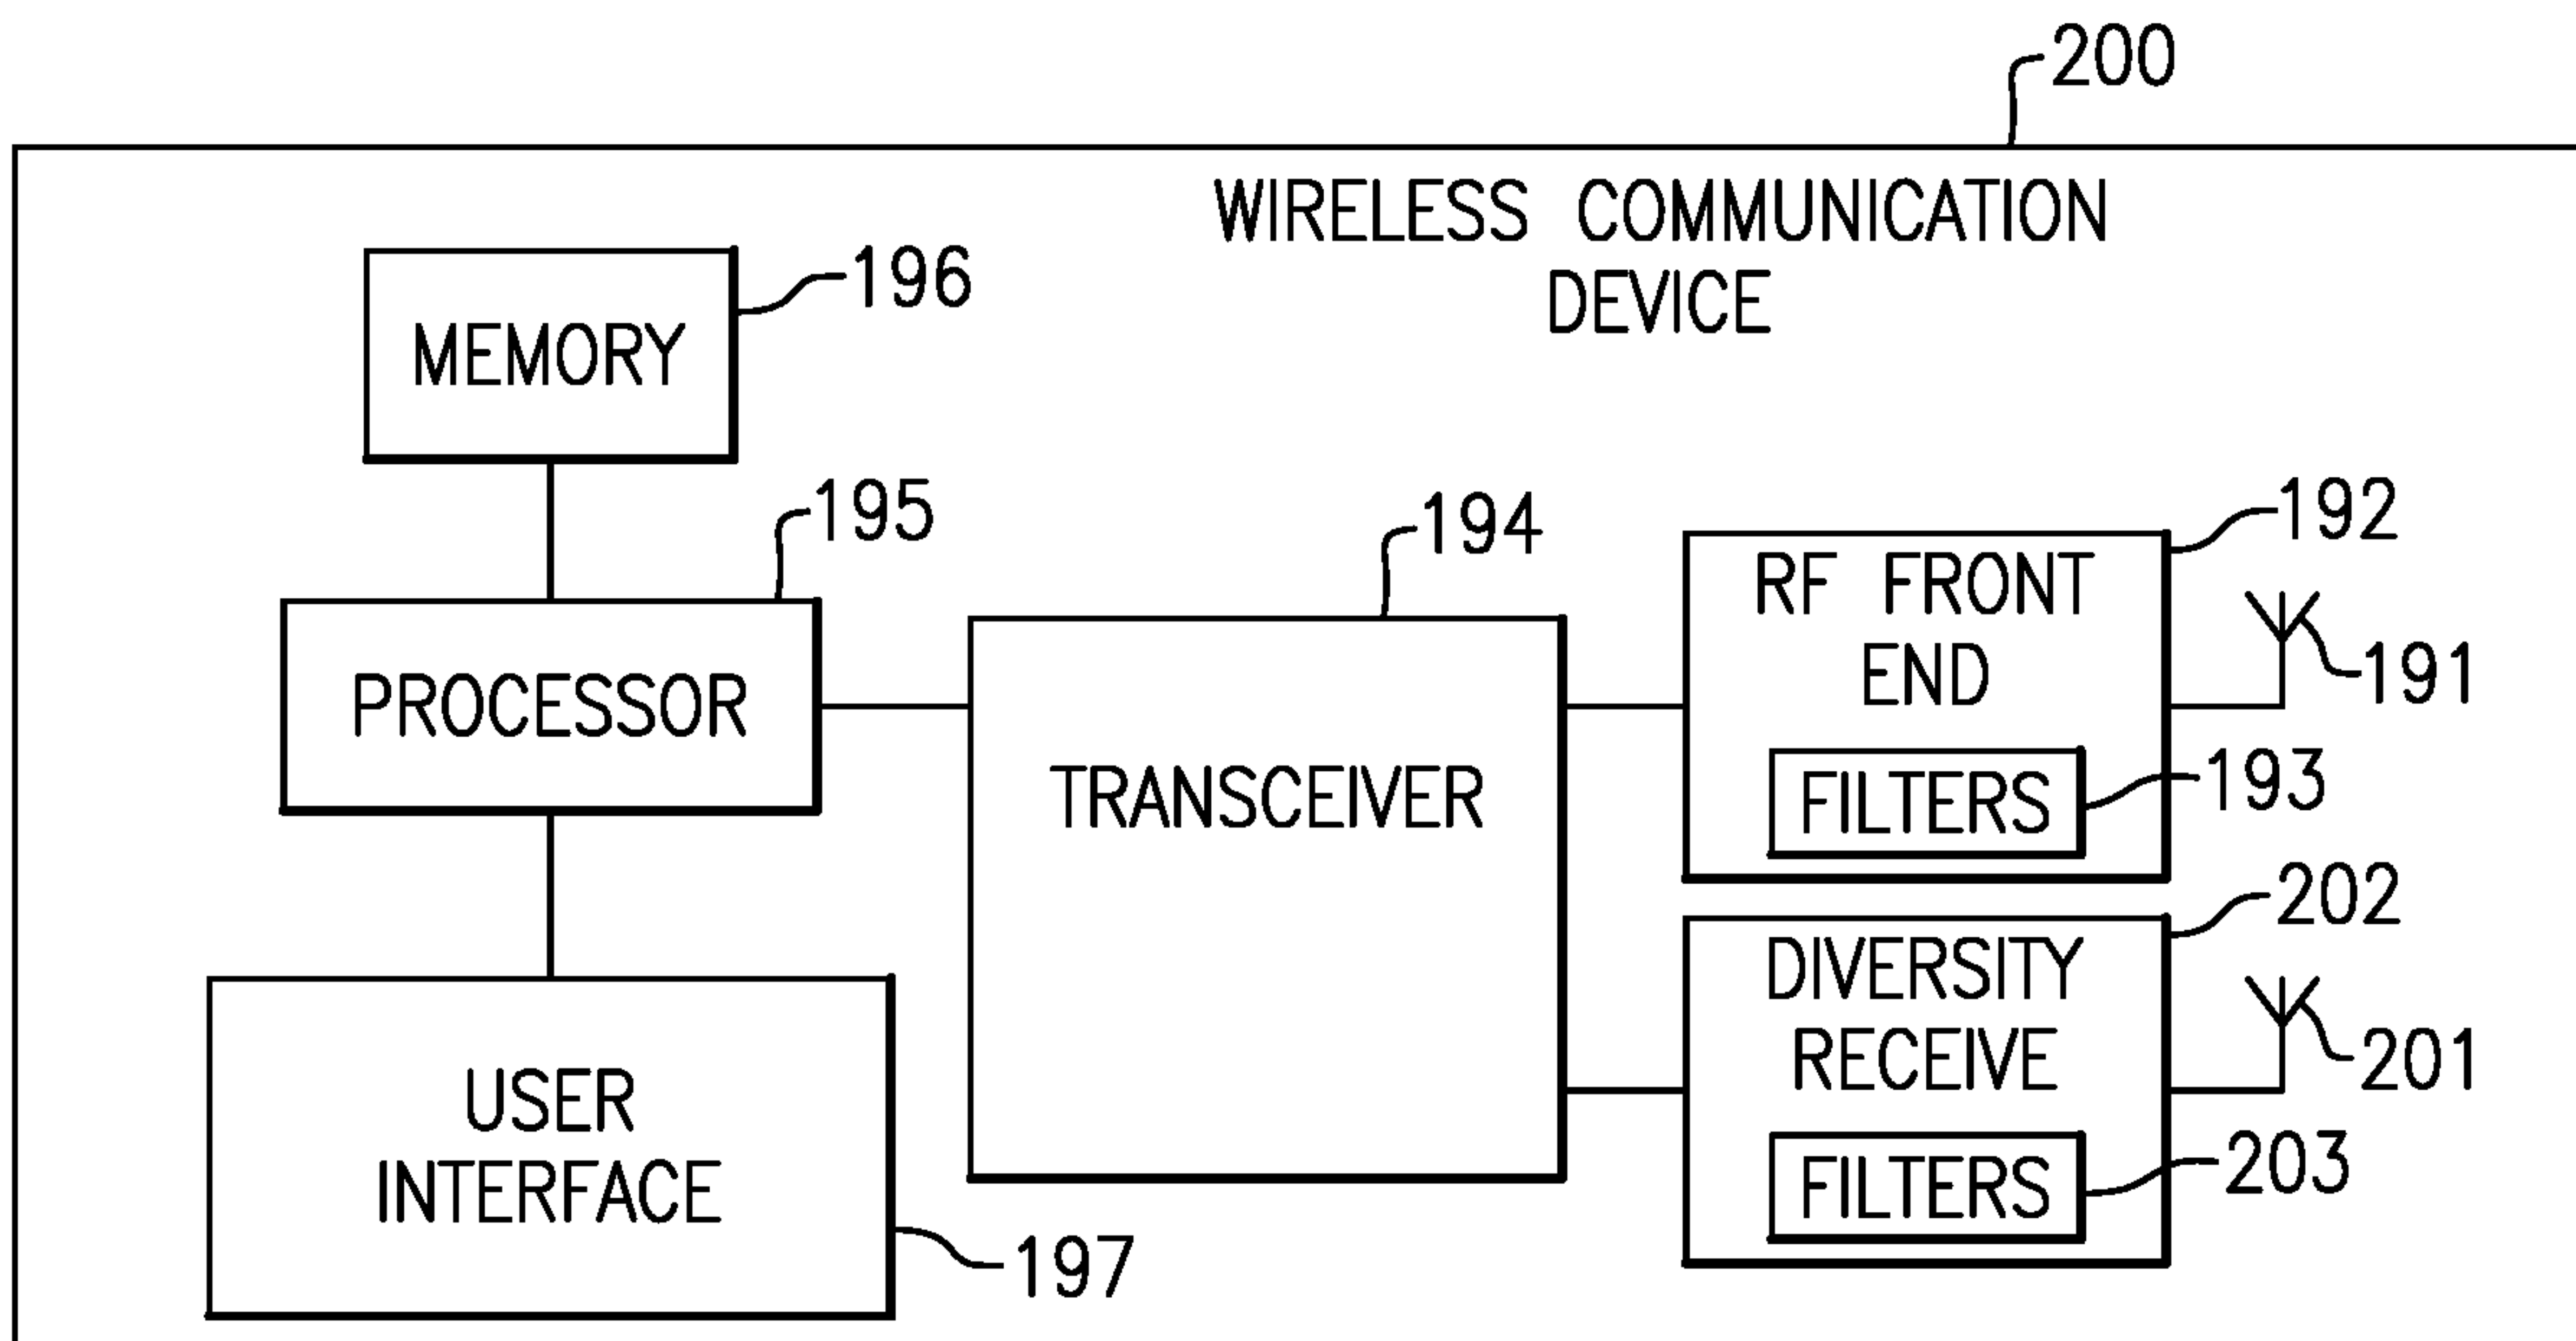 200
WIRELESS COMMUNICATION
DEVICE
196
MEMORY
195
PROCESSOR
194
TRANSCEIVER
192
RF FRONT
END
191
FILTERS
193
202
DIVERSITY
RECEIVE
201
FILTERS
203
USER
INTERFACE
197